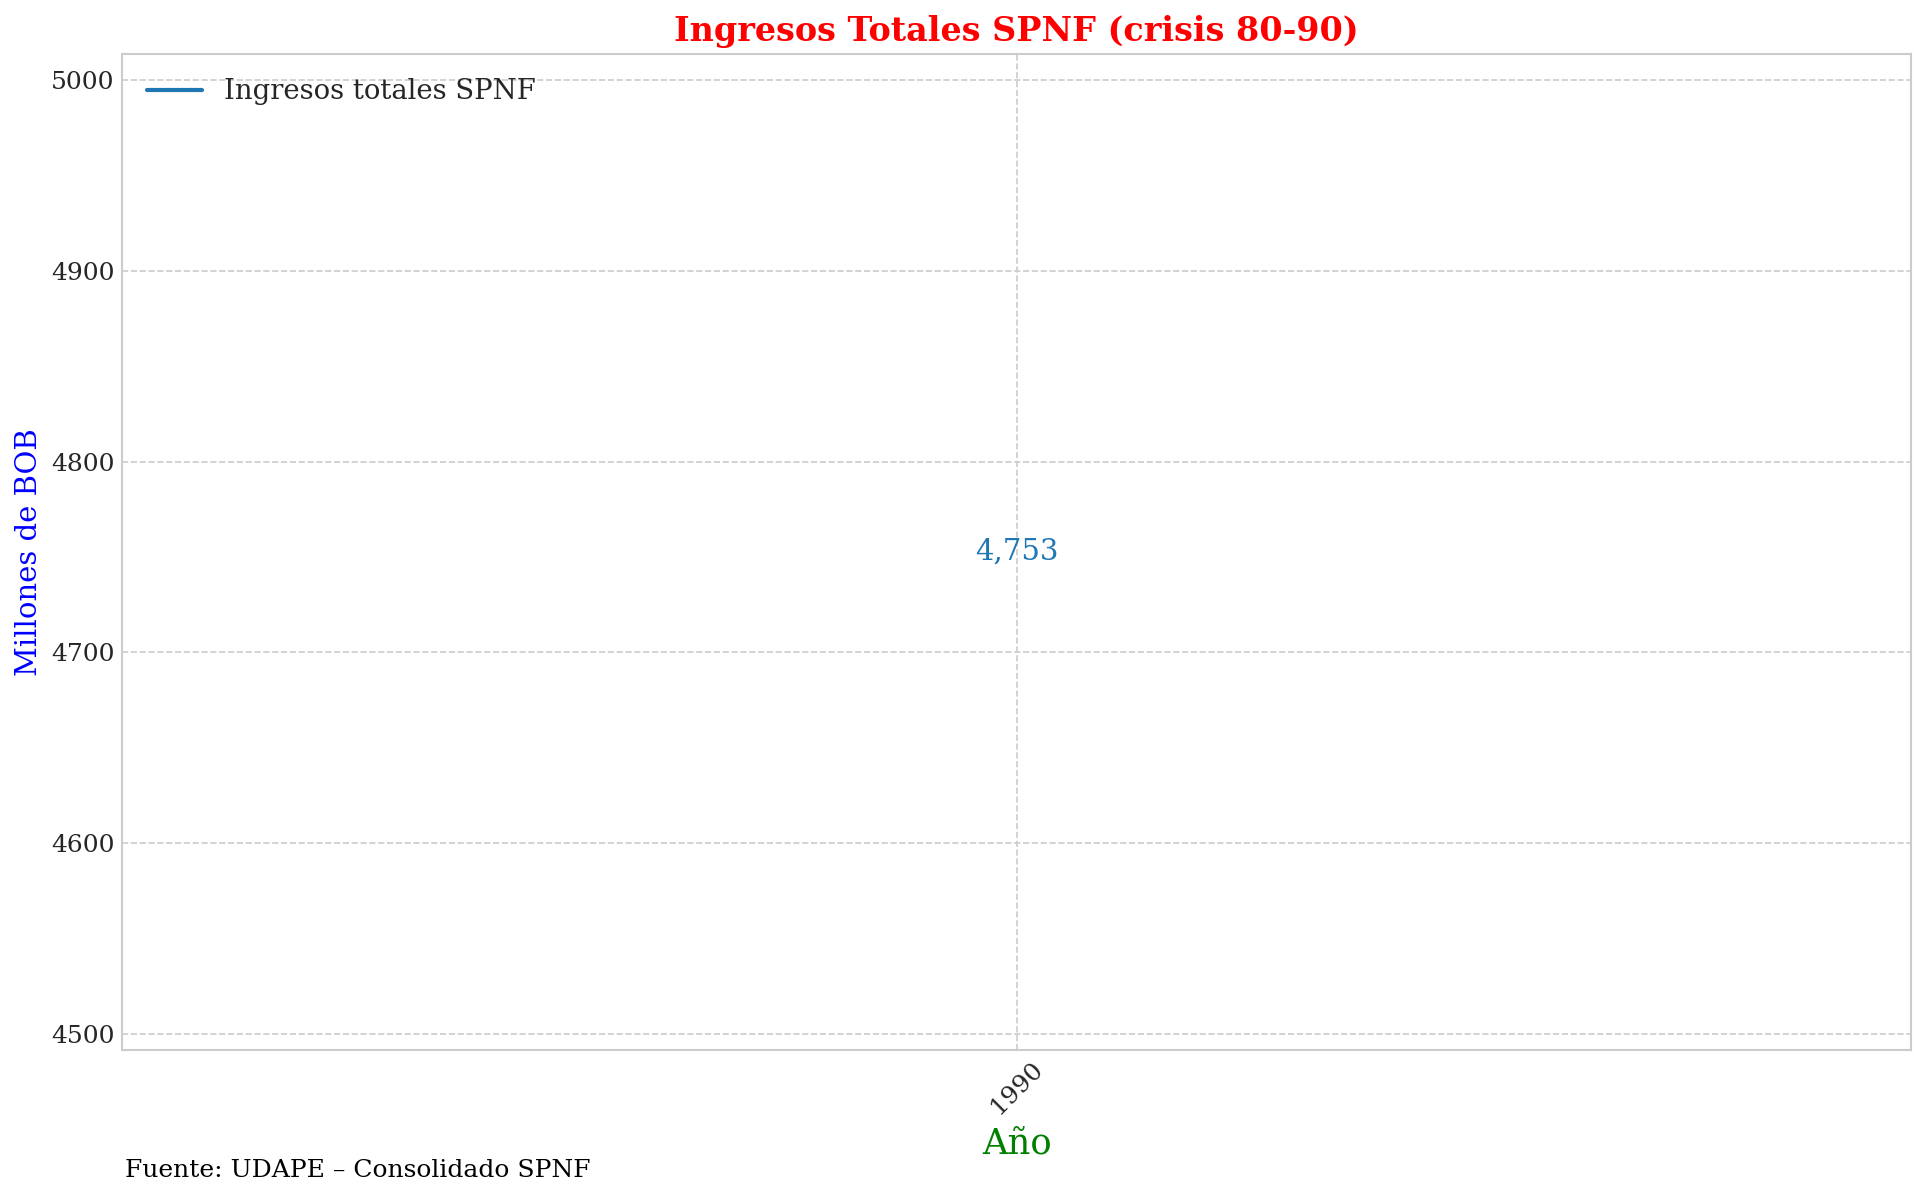 Ingresos Totales SPNF (crisis 80-90)
Ingresos totales SPNF
5000
4900
4800
4700
4600
4500
Millones de BOB
4,753
1990
Año
Fuente: UDAPE – Consolidado SPNF